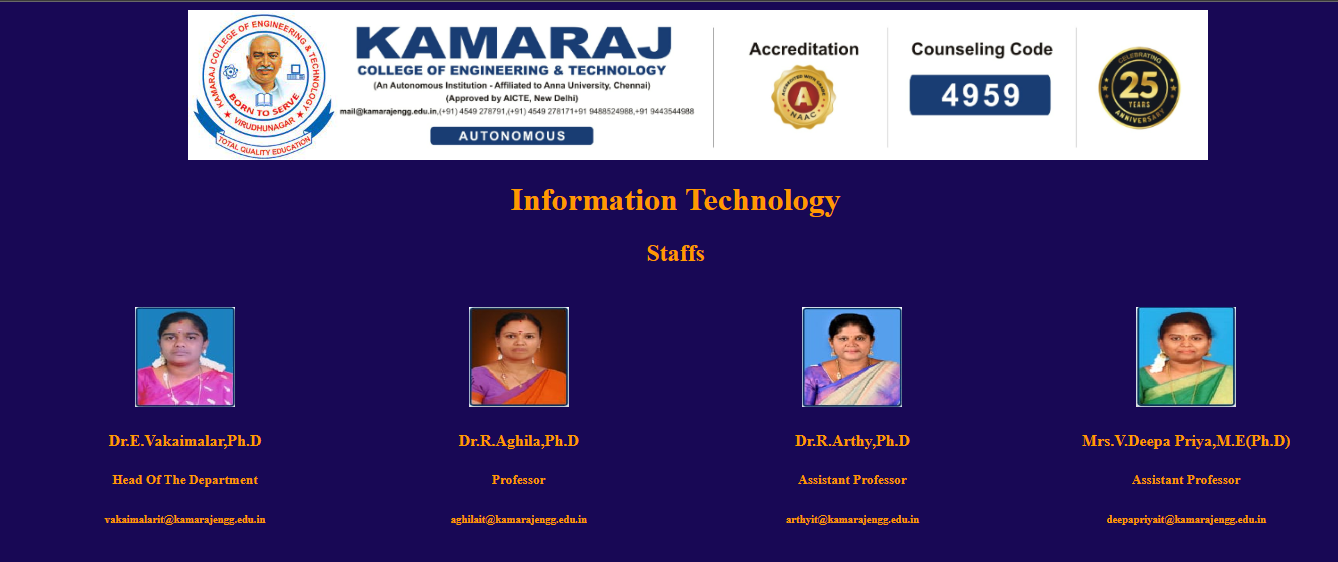 KAMARAJ COLLEGE OF ENGINEERING & TECHNOLOGY
BORN TO SERVE
VIRUDHUNAGAR
TOTAL QUALITY EDUCATION
KAMARAJ
COLLEGE OF ENGINEERING & TECHNOLOGY
(An Autonomous Institution - Affiliated to Anna University, Chennai)
(Approved by AICTE, New Delhi)
mail@kamarajengg.edu.in,(+91) 4549 278791,(+91) 4549 278171+91 9488524988,+91 9443544988
AUTONOMOUS
Accreditation
ACCREDITED WITH GRADE
A
NAAC
Counseling Code
4959
CELEBRATING
25
YEARS
ANNIVERSARY
Information Technology
Staffs
Dr.E.Vakaimalar,Ph.D
Head Of The Department
vakaimalarit@kamarajengg.edu.in
Dr.R.Aghila,Ph.D
Professor
aghilait@kamarajengg.edu.in
Dr.R.Arthy,Ph.D
Assistant Professor
arthyit@kamarajengg.edu.in
Mrs.V.Deepa Priya,M.E(Ph.D)
Assistant Professor
deepapriyait@kamarajengg.edu.in